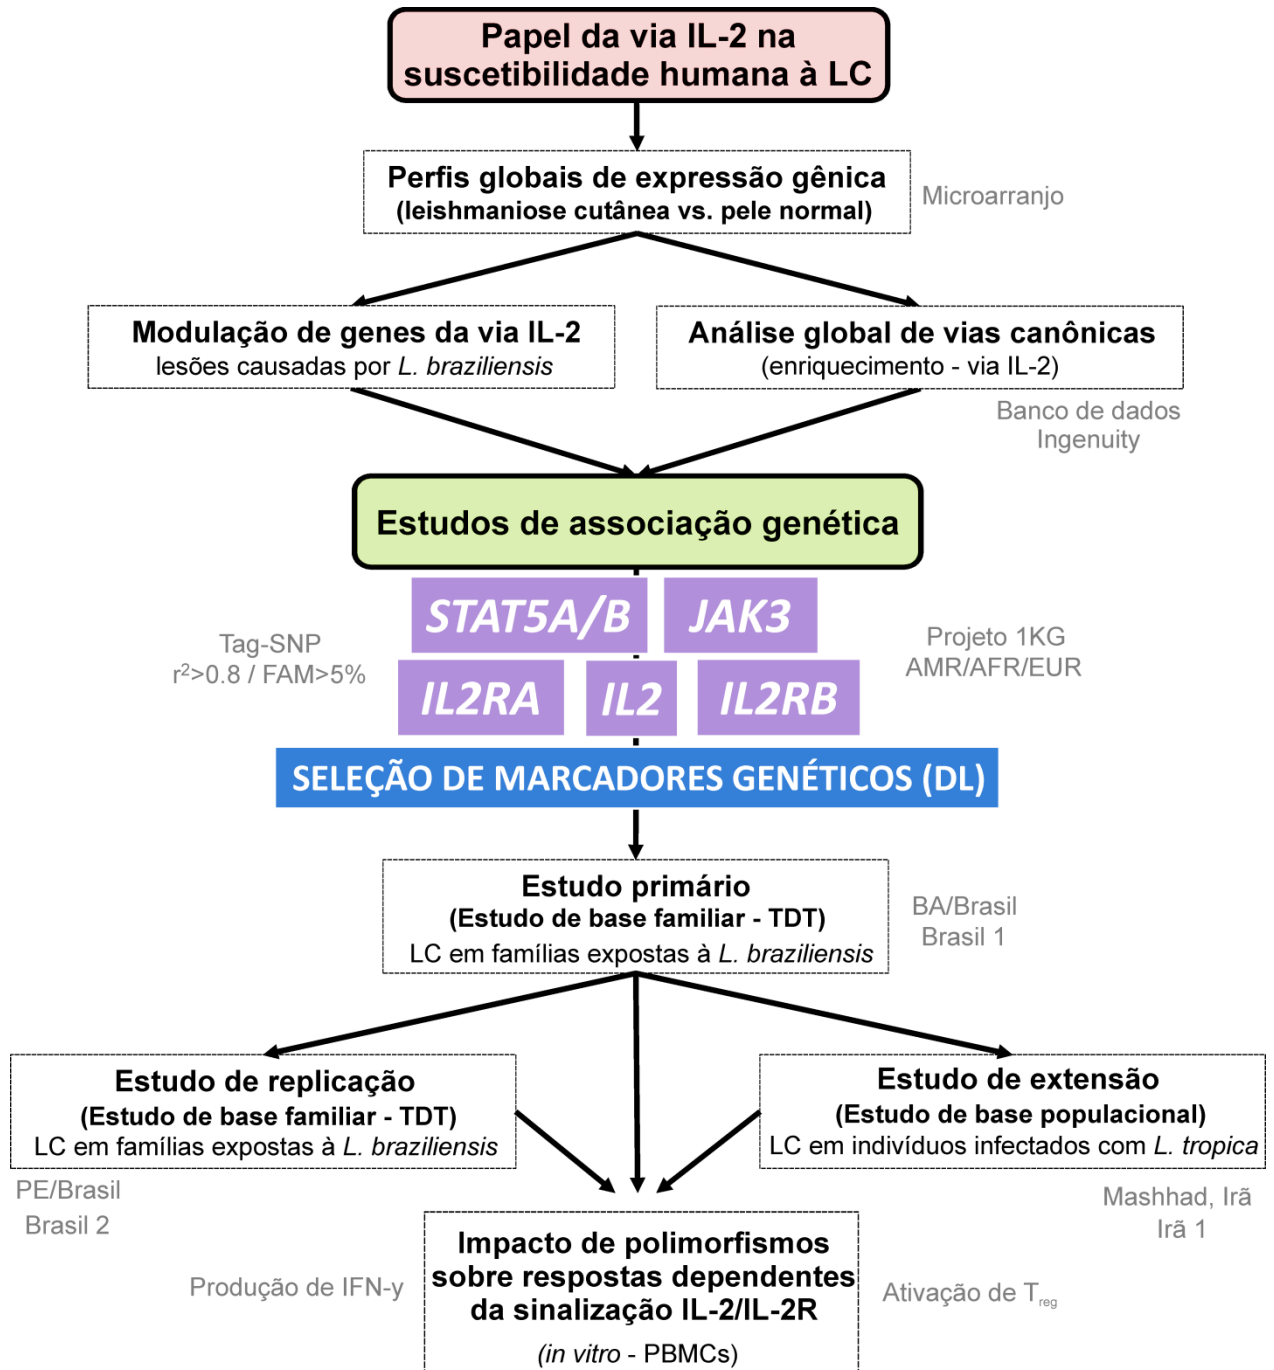 Papel da via IL-2 na
suscetibilidade humana à LC
Perfis globais de expressão gênica
(leishmaniose cutânea vs. pele normal)
Microarranjo
Modulação de genes da via IL-2
lesões causadas por L. braziliensis
Análise global de vias canônicas
(enriquecimento - via IL-2)
Banco de dados
Ingenuity
Estudos de associação genética
STAT5A/B
JAK3
Tag-SNP
r²>0.8 / FAM>5%
Projeto 1KG
AMR/AFR/EUR
IL2RA
IL2
IL2RB
SELEÇÃO DE MARCADORES GENÉTICOS (DL)
Estudo primário
(Estudo de base familiar - TDT)
LC em famílias expostas à L. braziliensis
BA/Brasil
Brasil 1
Estudo de replicação
(Estudo de base familiar - TDT)
LC em famílias expostas à L. braziliensis
PE/Brasil
Brasil 2
Estudo de extensão
(Estudo de base populacional)
LC em indivíduos infectados com L. tropica
Mashhad, Irã
Irã 1
Produção de IFN-y
Impacto de polimorfismos
sobre respostas dependentes
da sinalização IL-2/IL-2R
(in vitro - PBMCs)
Ativação de Treg